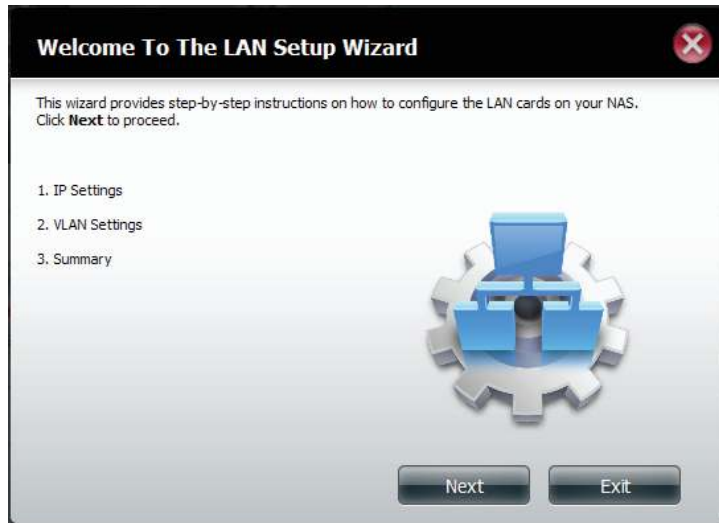 Welcome To The LAN Setup Wizard
This wizard provides step-by-step instructions on how to configure the LAN cards on your NAS.
Click Next to proceed.
1. IP Settings
2. VLAN Settings
3. Summary
Next
Exit